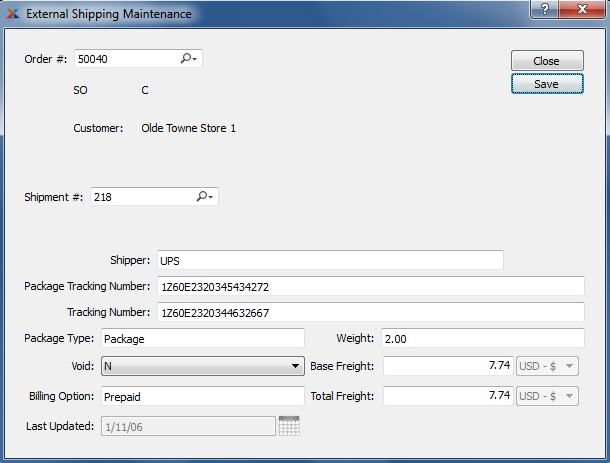 External Shipping Maintenance
?
X
Order #: 50040
Close
SO C
Save
Customer: Olde Towne Store 1
Shipment #: 218
Shipper: UPS
Package Tracking Number: 1Z60E2320345434272
Tracking Number: 1Z60E2320344632667
Package Type: Package Weight: 2.00
Void: N Base Freight: 7.74 USD - $
Billing Option: Prepaid Total Freight: 7.74 USD - $
Last Updated: 1/11/06